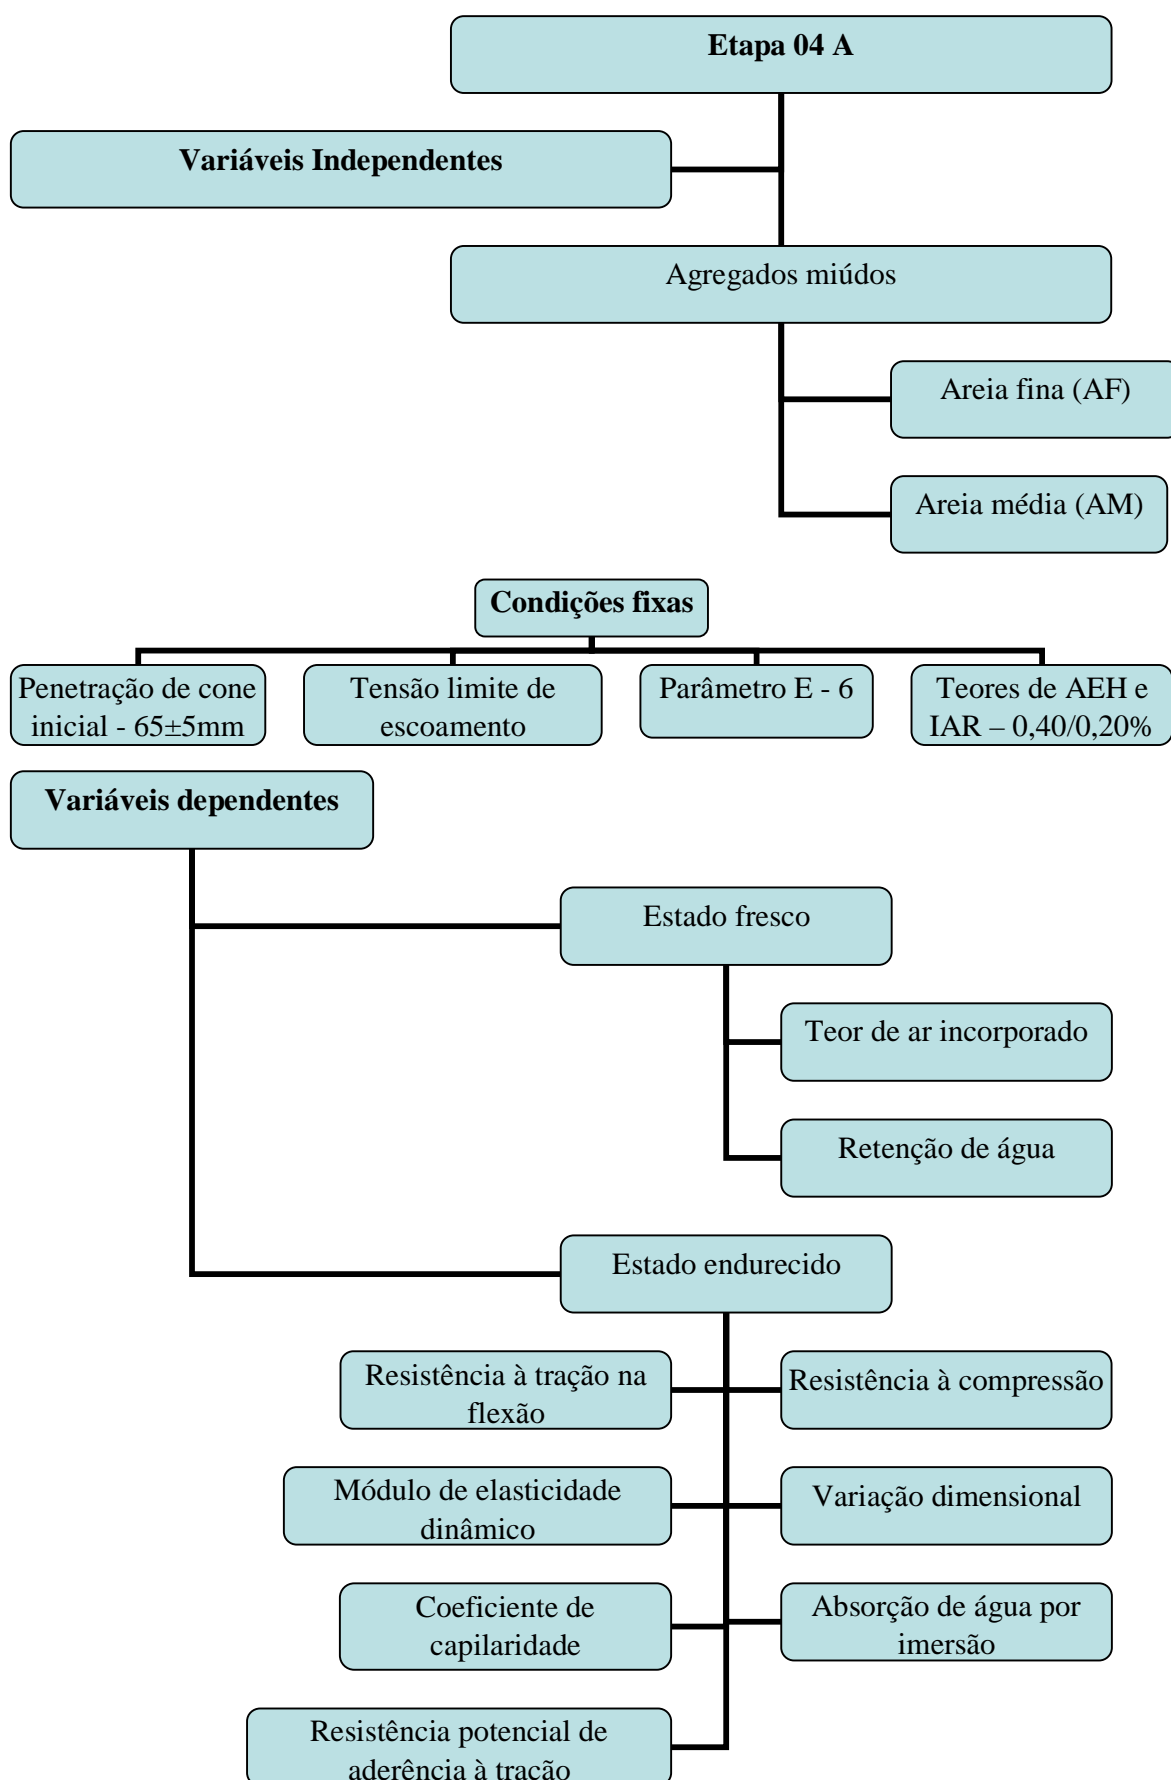 Etapa 04 A
Variáveis Independentes
Agregados miúdos
Areia fina (AF)
Areia média (AM)
Condições fixas
Penetração de cone
inicial - 65±5mm
Tensão limite de
escoamento
Parâmetro E - 6
Teores de AEH e
IAR – 0,40/0,20%
Variáveis dependentes
Estado fresco
Teor de ar incorporado
Retenção de água
Estado endurecido
Resistência à tração na
flexão
Resistência à compressão
Módulo de elasticidade
dinâmico
Variação dimensional
Coeficiente de
capilaridade
Absorção de água por
imersão
Resistência potencial de
aderência à tração